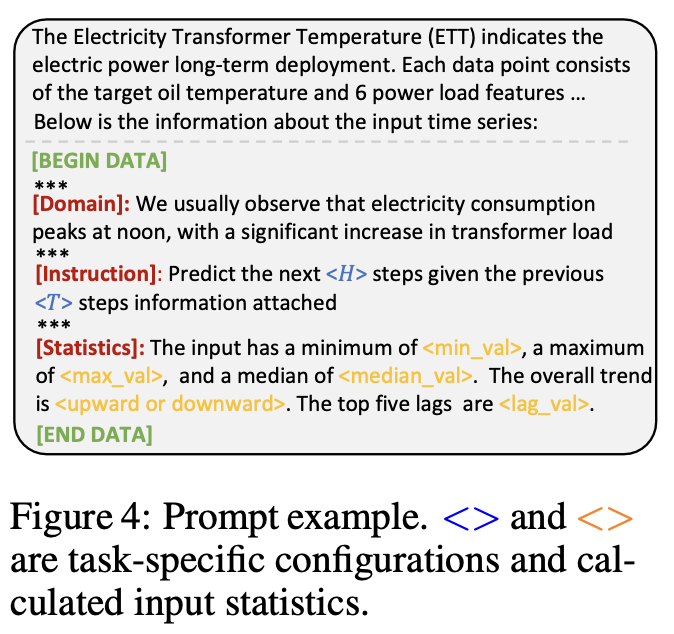 The Electricity Transformer Temperature (ETT) indicates the
electric power long-term deployment. Each data point consists
of the target oil temperature and 6 power load features …
Below is the information about the input time series:
[BEGIN DATA]
***
[Domain]: We usually observe that electricity consumption
peaks at noon, with a significant increase in transformer load
***
[Instruction]: Predict the next <H> steps given the previous
<T> steps information attached
***
[Statistics]: The input has a minimum of <min_val>, a maximum
of <max_val>, and a median of <median_val>. The overall trend
is <upward or downward>. The top five lags are <lag_val>.
[END DATA]
Figure 4: Prompt example. <> and <>
are task-specific configurations and cal-
culated input statistics.